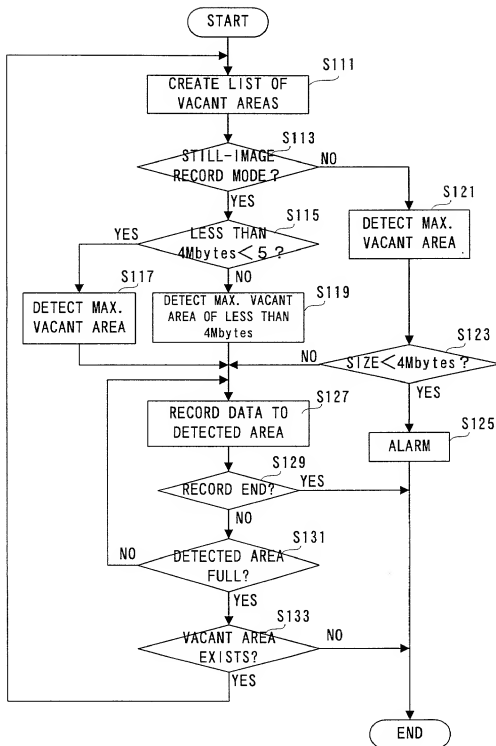 START
S111
CREATE LIST OF
VACANT AREAS
S113
STILL-IMAGE
RECORD MODE?
NO
YES
S121
DETECT MAX.
VACANT AREA
S115
LESS THAN
4Mbytes<5?
YES
NO
S117
DETECT MAX.
VACANT AREA
S119
DETECT MAX. VACANT
AREA OF LESS THAN
4Mbytes
S123
SIZE<4Mbytes?
NO
YES
S125
ALARM
S127
RECORD DATA TO
DETECTED AREA
S129
RECORD END?
YES
NO
S131
DETECTED AREA
FULL?
NO
YES
S133
VACANT AREA
EXISTS?
NO
YES
END